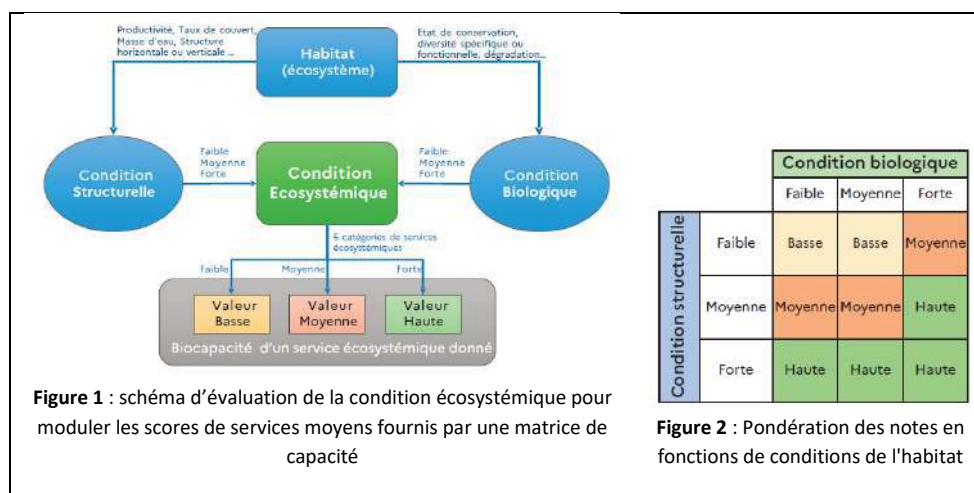 Productivité, Taux de couvert,
Masse d'eau, Structure
horizontale ou verticale ...
Etat de conservation,
diversité spécifique ou
fonctionnelle, dégradation...
Habitat
(écosystème)
Condition
Structurelle
Faible
Moyenne
Forte
Condition
Ecosystémique
Faible
Moyenne
Forte
Condition
Biologique
6 catégories de services
écosystémiques
Faible
Moyenne
Forte
Valeur
Basse
Valeur
Moyenne
Valeur
Haute
Biocapacité d'un service écosystémique donné
Figure 1 : schéma d'évaluation de la condition écosystémique pour
moduler les scores de services moyens fournis par une matrice de
capacité
Condition biologique
Faible Moyenne Forte
Condition structurelle
Faible Basse Basse Moyenne
Moyenne Moyenne Moyenne Haute
Forte Haute Haute Haute
Figure 2 : Pondération des notes en
fonctions de conditions de l'habitat